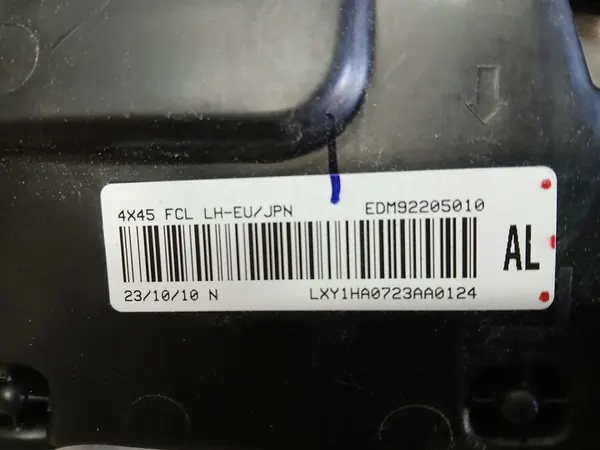 4X45 FCL LH-EU/JPN EDM92205010
AL
23/10/10 N LXY1HA0723AA0124